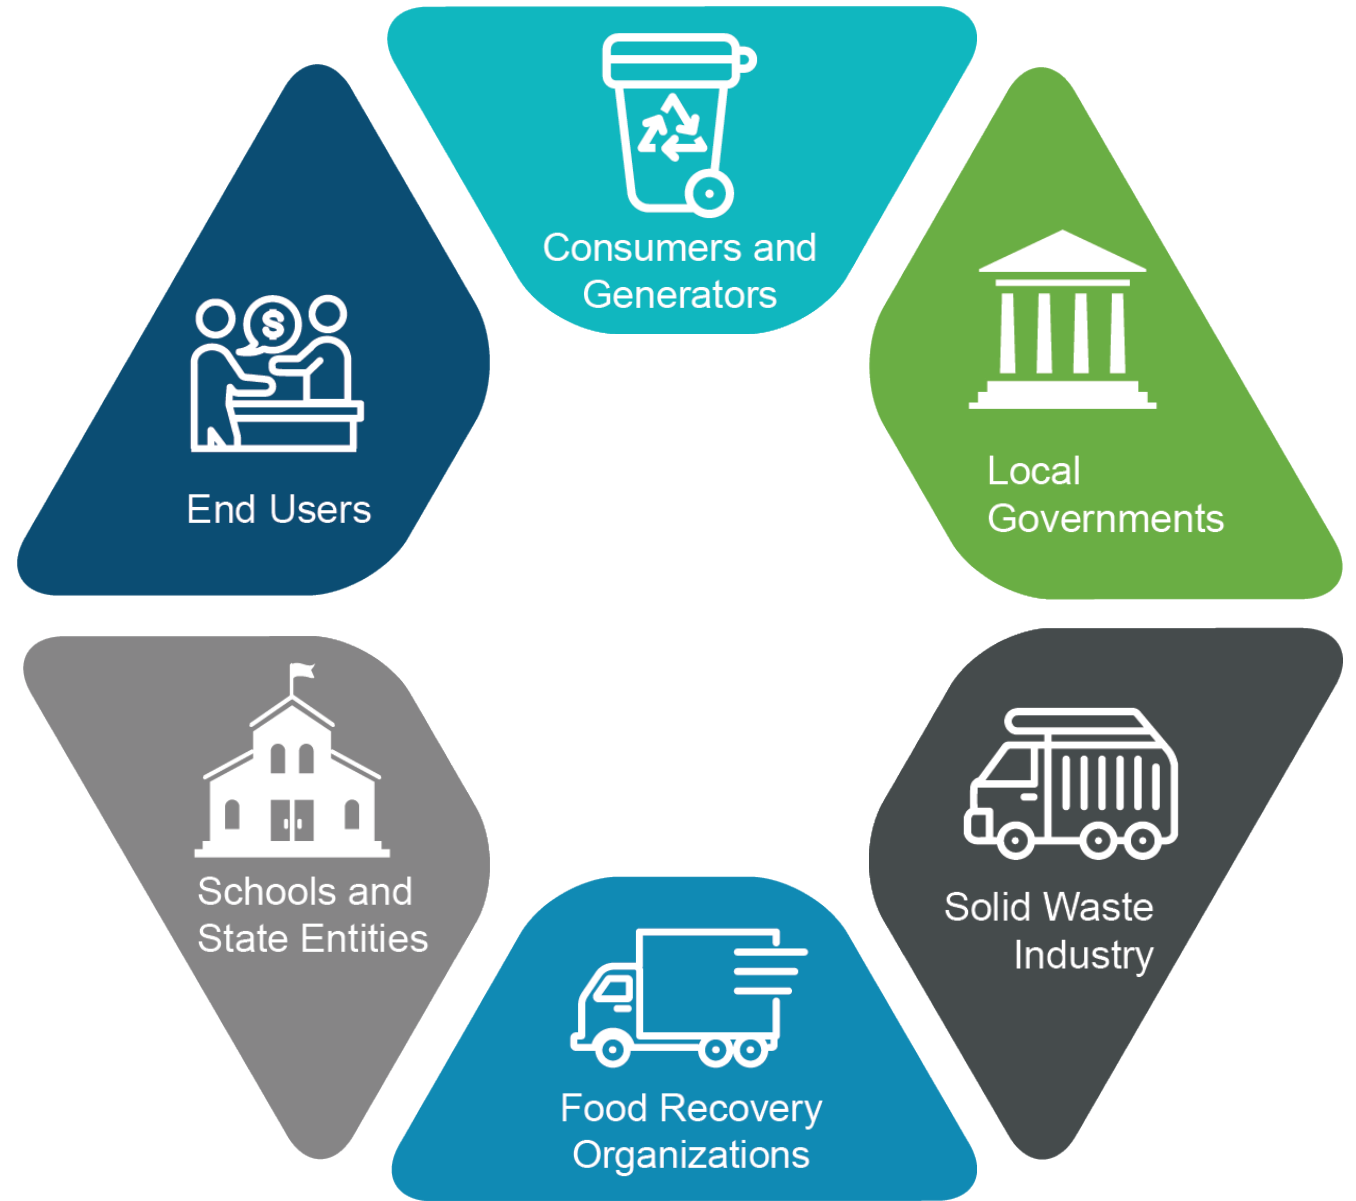 Consumers and
Generators
Local
Governments
Solid Waste
Industry
Food Recovery
Organizations
Schools and
State Entities
$
End Users